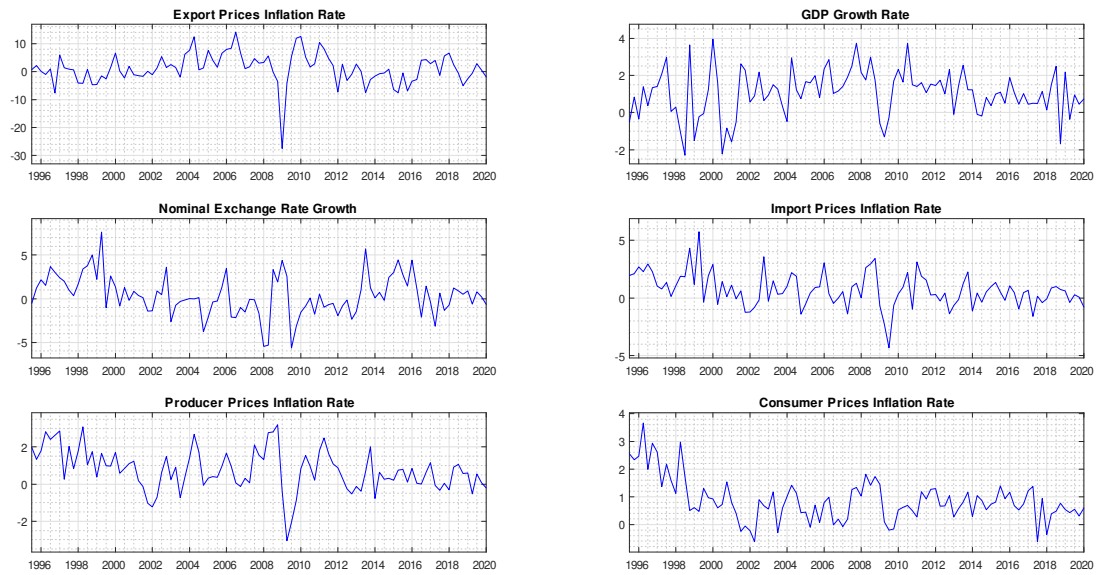 Export Prices Inflation Rate
10
0
-10
-20
-30
1996 1998 2000 2002 2004 2006 2008 2010 2012 2014 2016 2018 2020
GDP Growth Rate
4
2
0
-2
1996 1998 2000 2002 2004 2006 2008 2010 2012 2014 2016 2018 2020
Nominal Exchange Rate Growth
5
0
-5
1996 1998 2000 2002 2004 2006 2008 2010 2012 2014 2016 2018 2020
Import Prices Inflation Rate
5
0
-5
1996 1998 2000 2002 2004 2006 2008 2010 2012 2014 2016 2018 2020
Producer Prices Inflation Rate
2
0
-2
1996 1998 2000 2002 2004 2006 2008 2010 2012 2014 2016 2018 2020
Consumer Prices Inflation Rate
4
3
2
1
0
1996 1998 2000 2002 2004 2006 2008 2010 2012 2014 2016 2018 2020